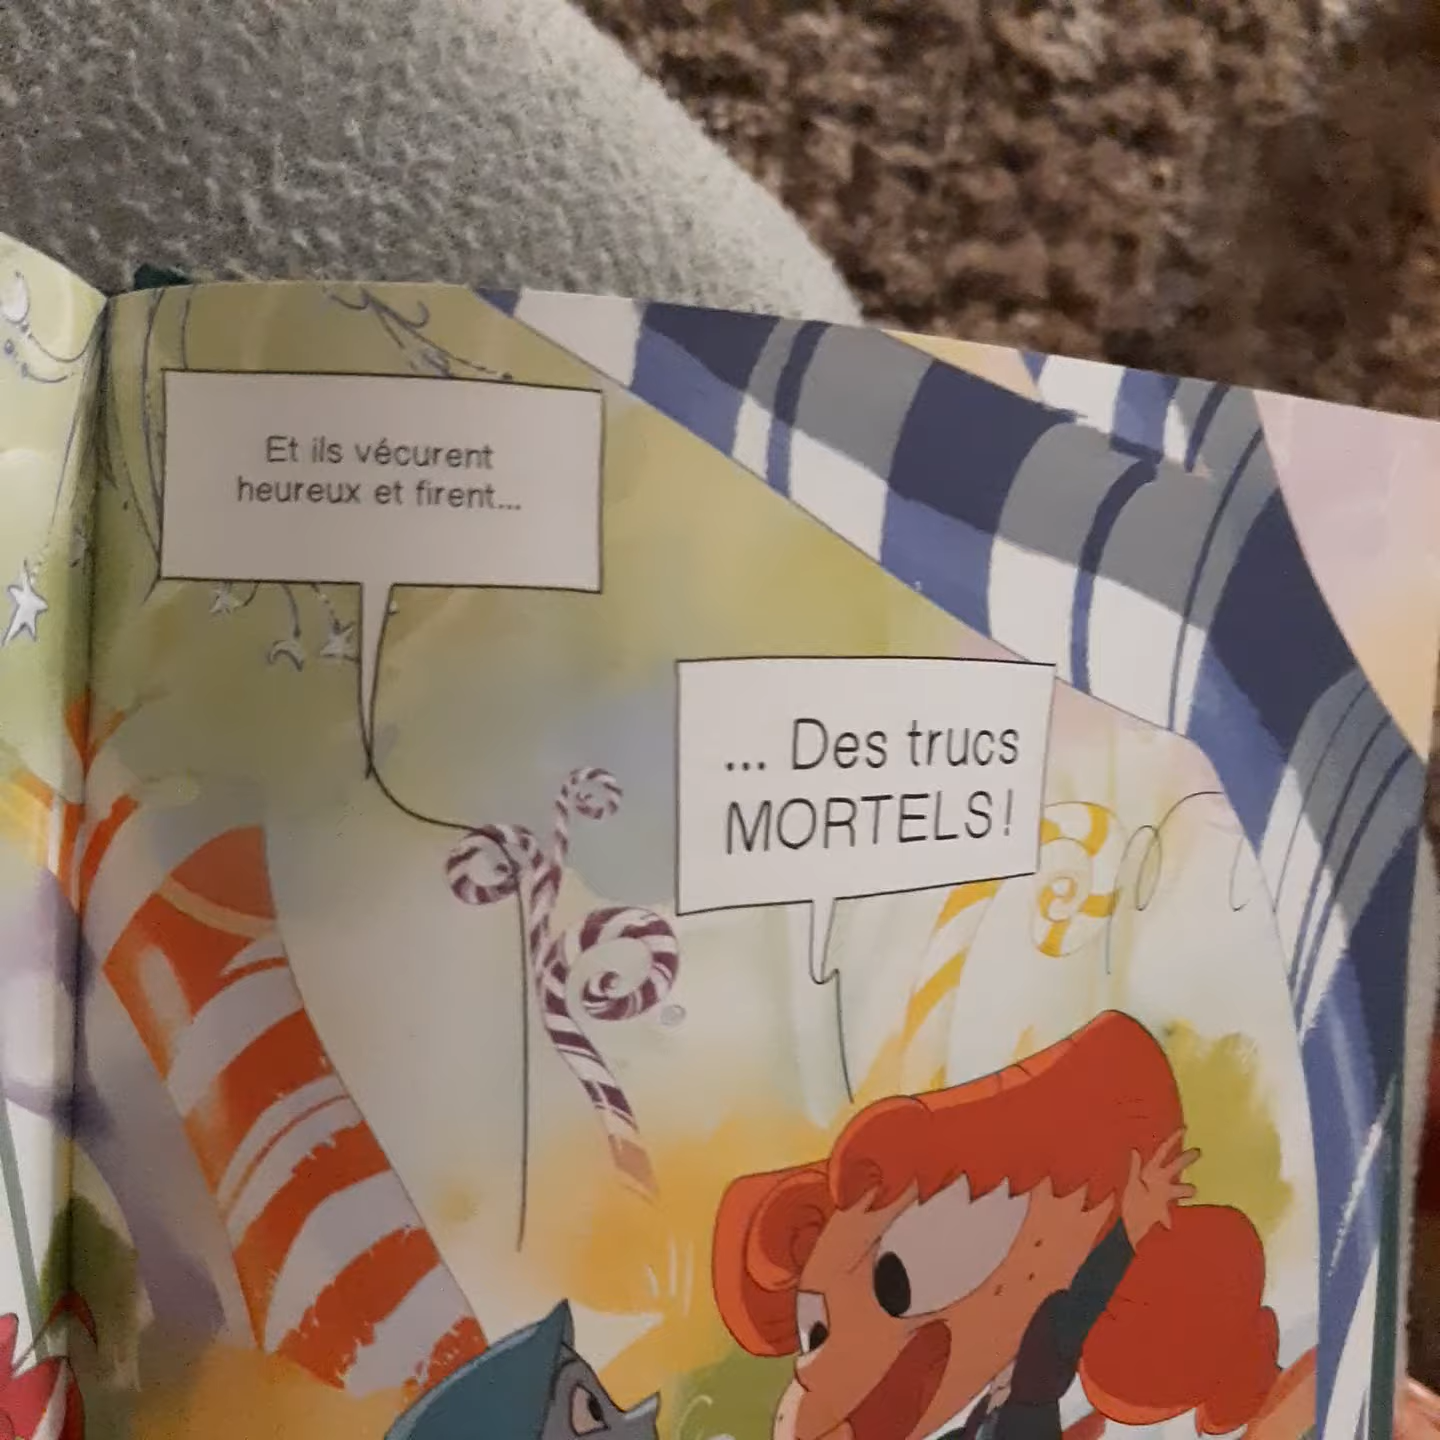 Et ils vécurent
heureux et firent...
... Des trucs
MORTELS!